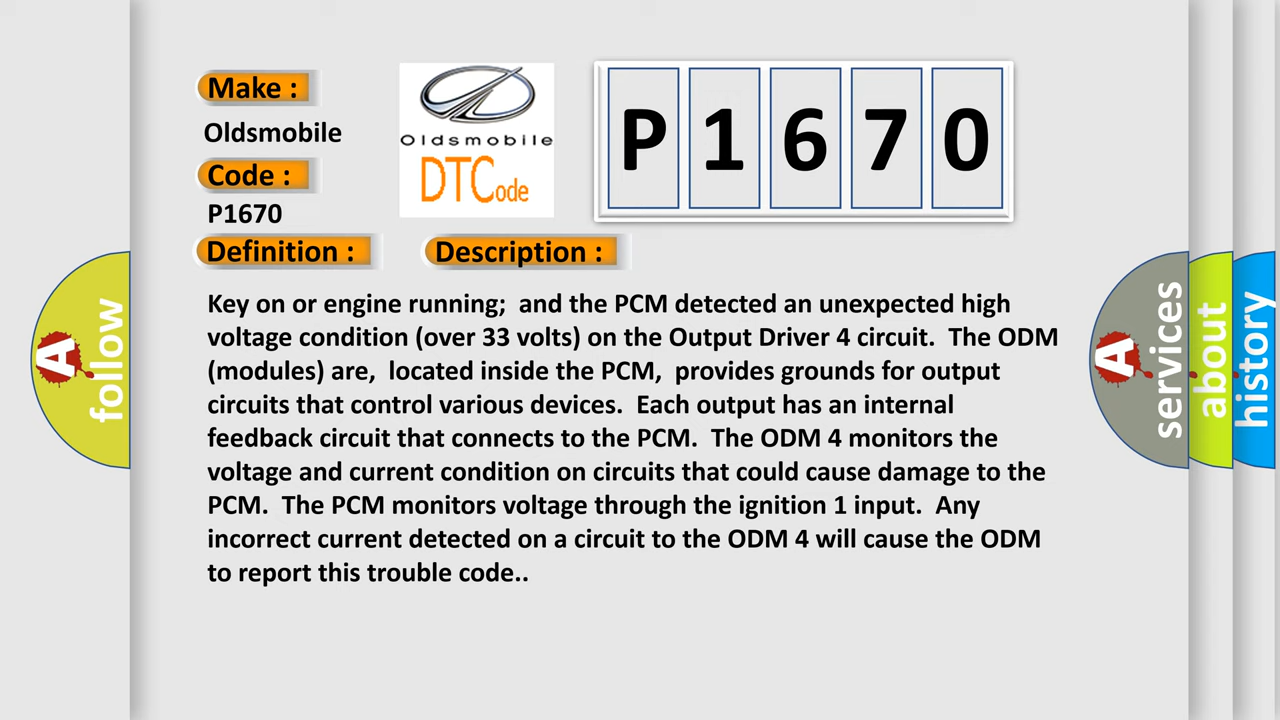 Make :
Oldsmobile
Code :
P1670
Oldsmobile
DTCode
P1670
Definition :
Description :
Key on or engine running;  and the PCM detected an unexpected high
voltage condition (over 33 volts) on the Output Driver 4 circuit.  The ODM
(modules) are,  located inside the PCM,  provides grounds for output
circuits that control various devices.  Each output has an internal
feedback circuit that connects to the PCM.  The ODM 4 monitors the
voltage and current condition on circuits that could cause damage to the
PCM.  The PCM monitors voltage through the ignition 1 input.  Any
incorrect current detected on a circuit to the ODM 4 will cause the ODM
to report this trouble code..
A
follow
A
services
about
history